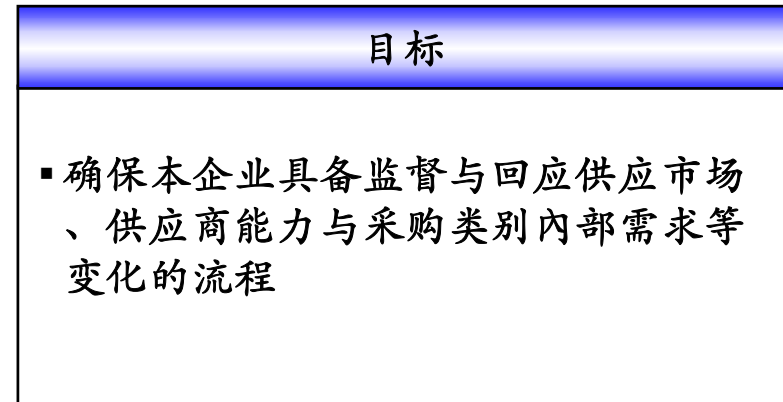 目标
▪确保本企业具备监督与回应供应市场
、供应商能力与采购类别內部需求等
变化的流程